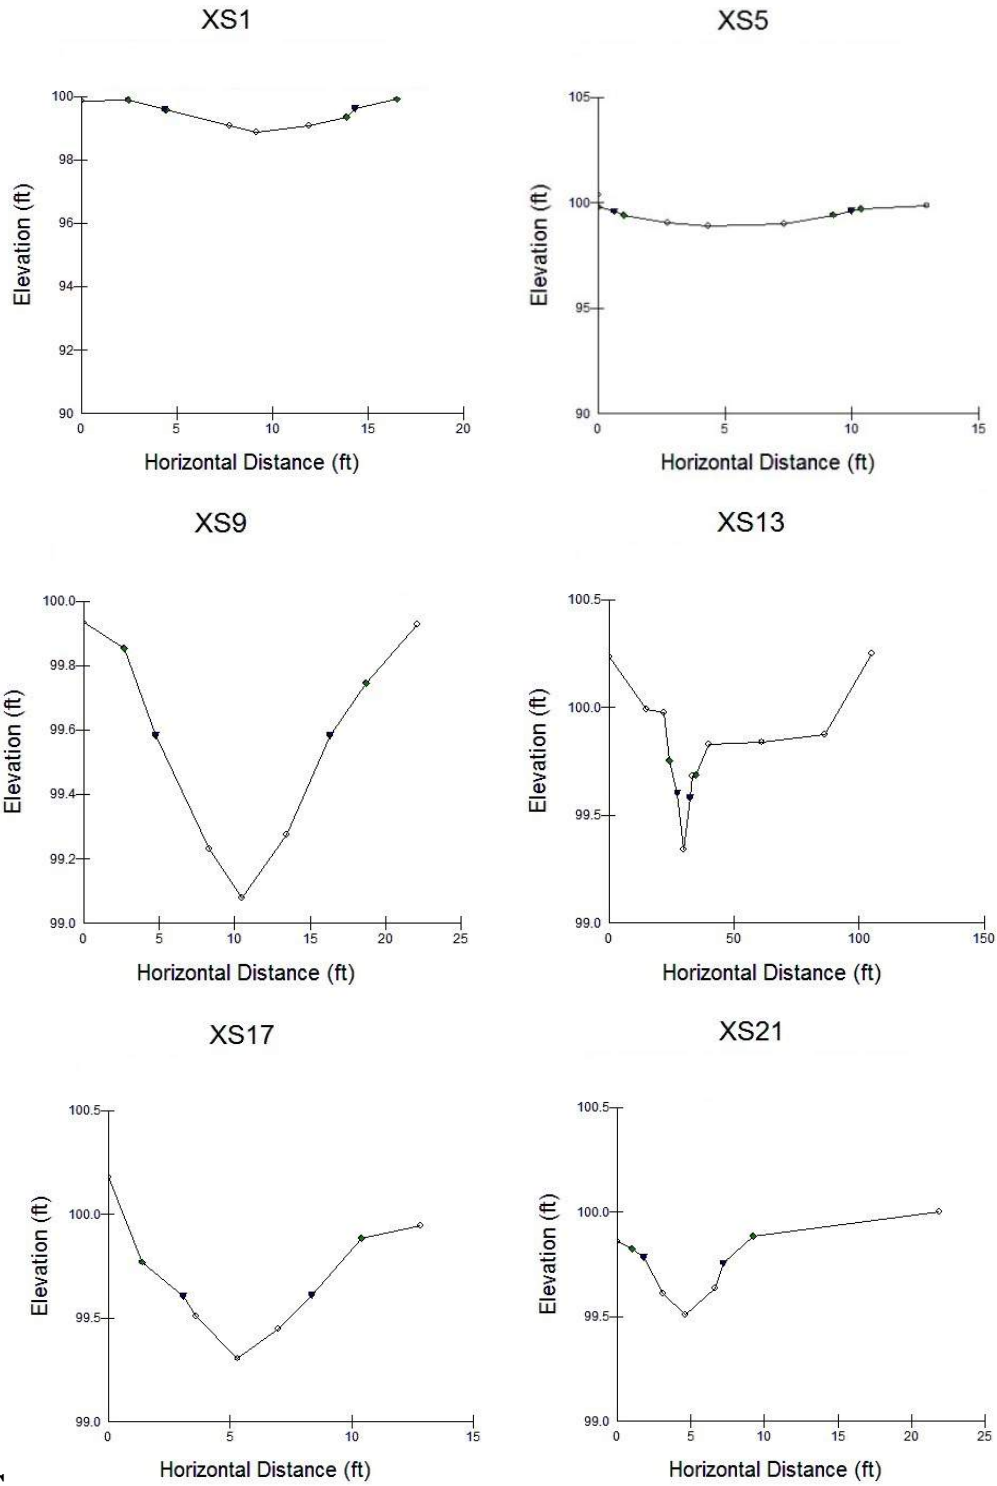 XS1
100
98
96
94
92
90
Elevation (ft)
0 5 10 15 20
Horizontal Distance (ft)
XS5
105
100
95
90
Elevation (ft)
0 5 10 15
Horizontal Distance (ft)
XS9
100.0
99.8
99.6
99.4
99.2
99.0
Elevation (ft)
0 5 10 15 20 25
Horizontal Distance (ft)
XS13
100.5
100.0
99.5
99.0
Elevation (ft)
0 50 100 150
Horizontal Distance (ft)
XS17
100.5
100.0
99.5
99.0
Elevation (ft)
0 5 10 15
Horizontal Distance (ft)
XS21
100.5
100.0
99.5
99.0
Elevation (ft)
0 5 10 15 20 25
Horizontal Distance (ft)